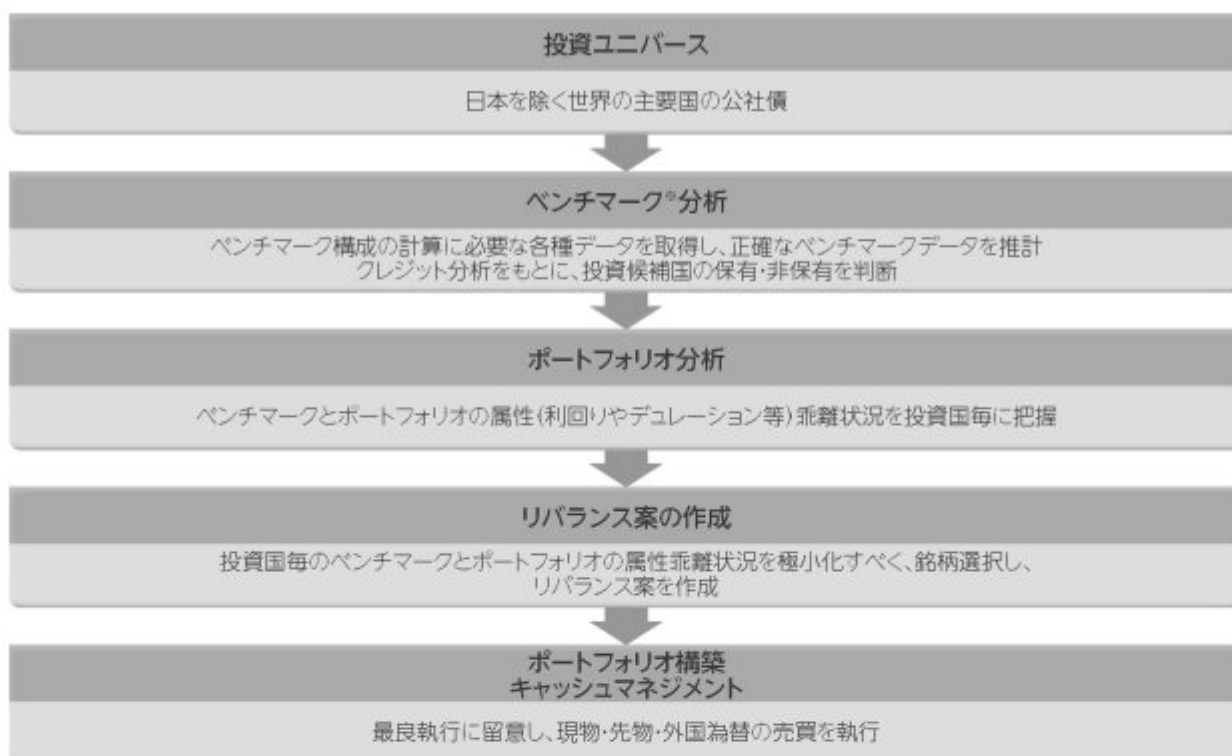 投資ユニバース
日本を除く世界の主要国の公社債
ベンチマーク※分析
ベンチマーク構成の計算に必要な各種データを取得し、正確なベンチマークデータを推計
クレジット分析をもとに、投資候補国の保有・非保有を判断
ポートフォリオ分析
ベンチマークとポートフォリオの属性(利回りやデュレーション等)乖離状況を投資国毎に把握
リバランス案の作成
投資国毎のベンチマークとポートフォリオの属性乖離状況を極小化すべく、銘柄選択し、
リバランス案を作成
ポートフォリオ構築
キャッシュマネジメント
最良執行に留意し、現物・先物・外国為替の売買を執行